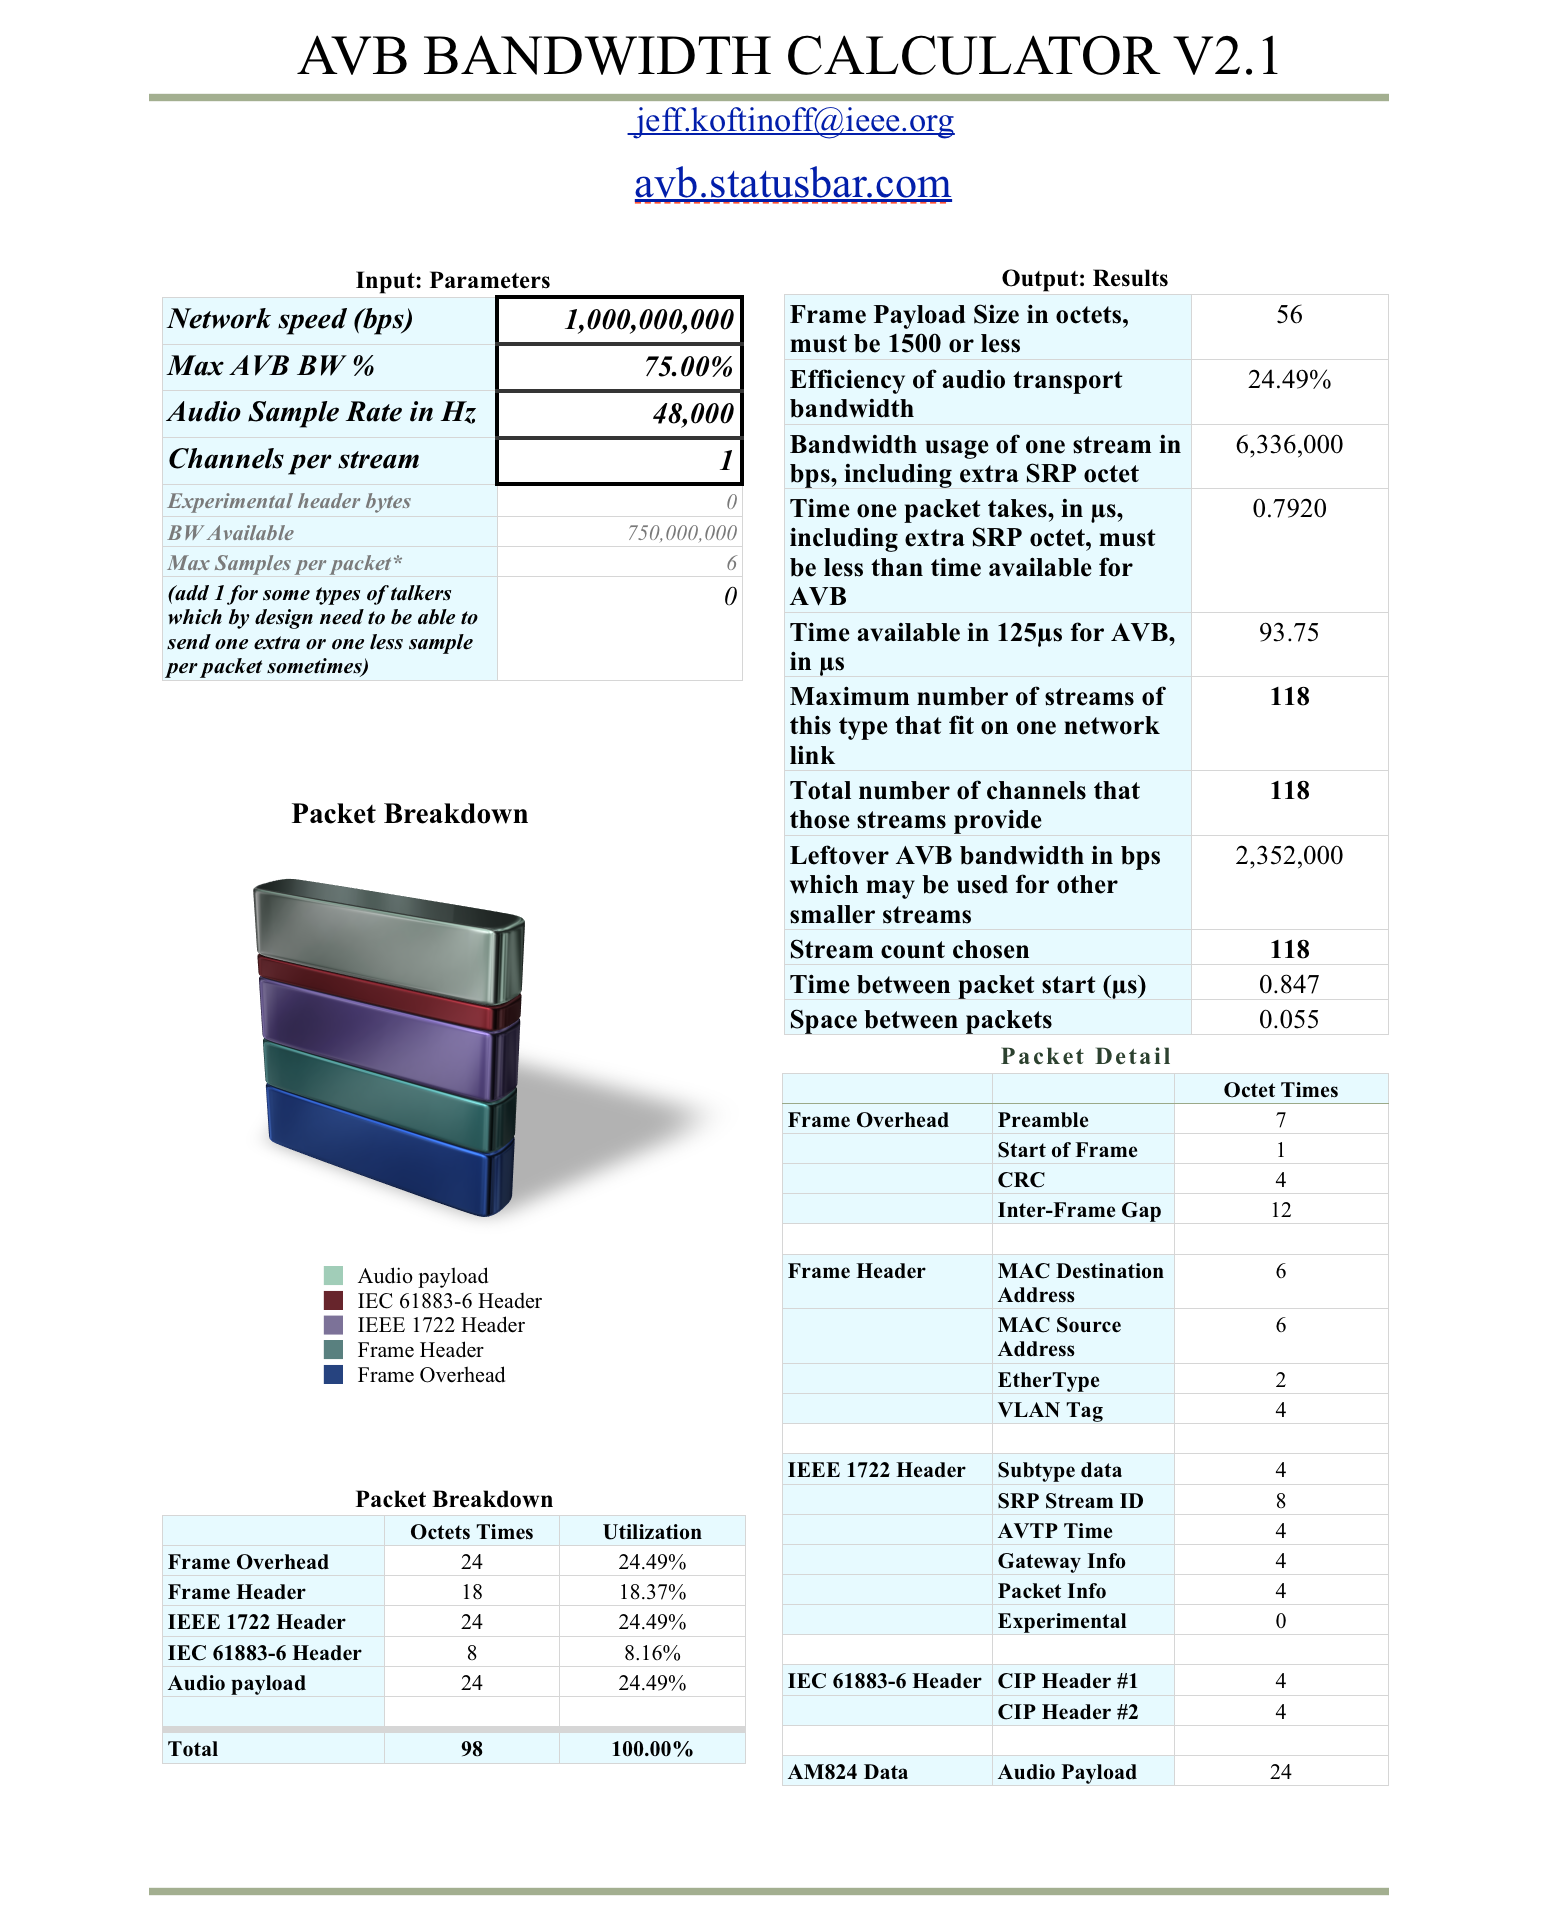 AVB BANDWIDTH CALCULATOR V2.1
jeff.koftinoff@ieee.org
avb.statusbar.com
Input: Parameters
Network speed (bps) 1,000,000,000
Max AVB BW % 75.00%
Audio Sample Rate in Hz 48,000
Channels per stream 1
Experimental header bytes 0
BW Available 750,000,000
Max Samples per packet* 6
(add 1 for some types of talkers 0
which by design need to be able to
send one extra or one less sample
per packet sometimes)
Packet Breakdown
Audio payload
IEC 61883-6 Header
IEEE 1722 Header
Frame Header
Frame Overhead
Packet Breakdown
Octets Times Utilization
Frame Overhead 24 24.49%
Frame Header 18 18.37%
IEEE 1722 Header 24 24.49%
IEC 61883-6 Header 8 8.16%
Audio payload 24 24.49%
Total 98 100.00%
Output: Results
Frame Payload Size in octets, 56
must be 1500 or less
Efficiency of audio transport 24.49%
bandwidth
Bandwidth usage of one stream in 6,336,000
bps, including extra SRP octet
Time one packet takes, in µs, 0.7920
including extra SRP octet, must
be less than time available for
AVB
Time available in 125µs for AVB, 93.75
in µs
Maximum number of streams of 118
this type that fit on one network
link
Total number of channels that 118
those streams provide
Leftover AVB bandwidth in bps 2,352,000
which may be used for other
smaller streams
Stream count chosen 118
Time between packet start (µs) 0.847
Space between packets 0.055
Packet Detail
Octet Times
Frame Overhead Preamble 7
Start of Frame 1
CRC 4
Inter-Frame Gap 12
Frame Header MAC Destination 6
Address
MAC Source 6
Address
EtherType 2
VLAN Tag 4
IEEE 1722 Header Subtype data 4
SRP Stream ID 8
AVTP Time 4
Gateway Info 4
Packet Info 4
Experimental 0
IEC 61883-6 Header CIP Header #1 4
CIP Header #2 4
AM824 Data Audio Payload 24